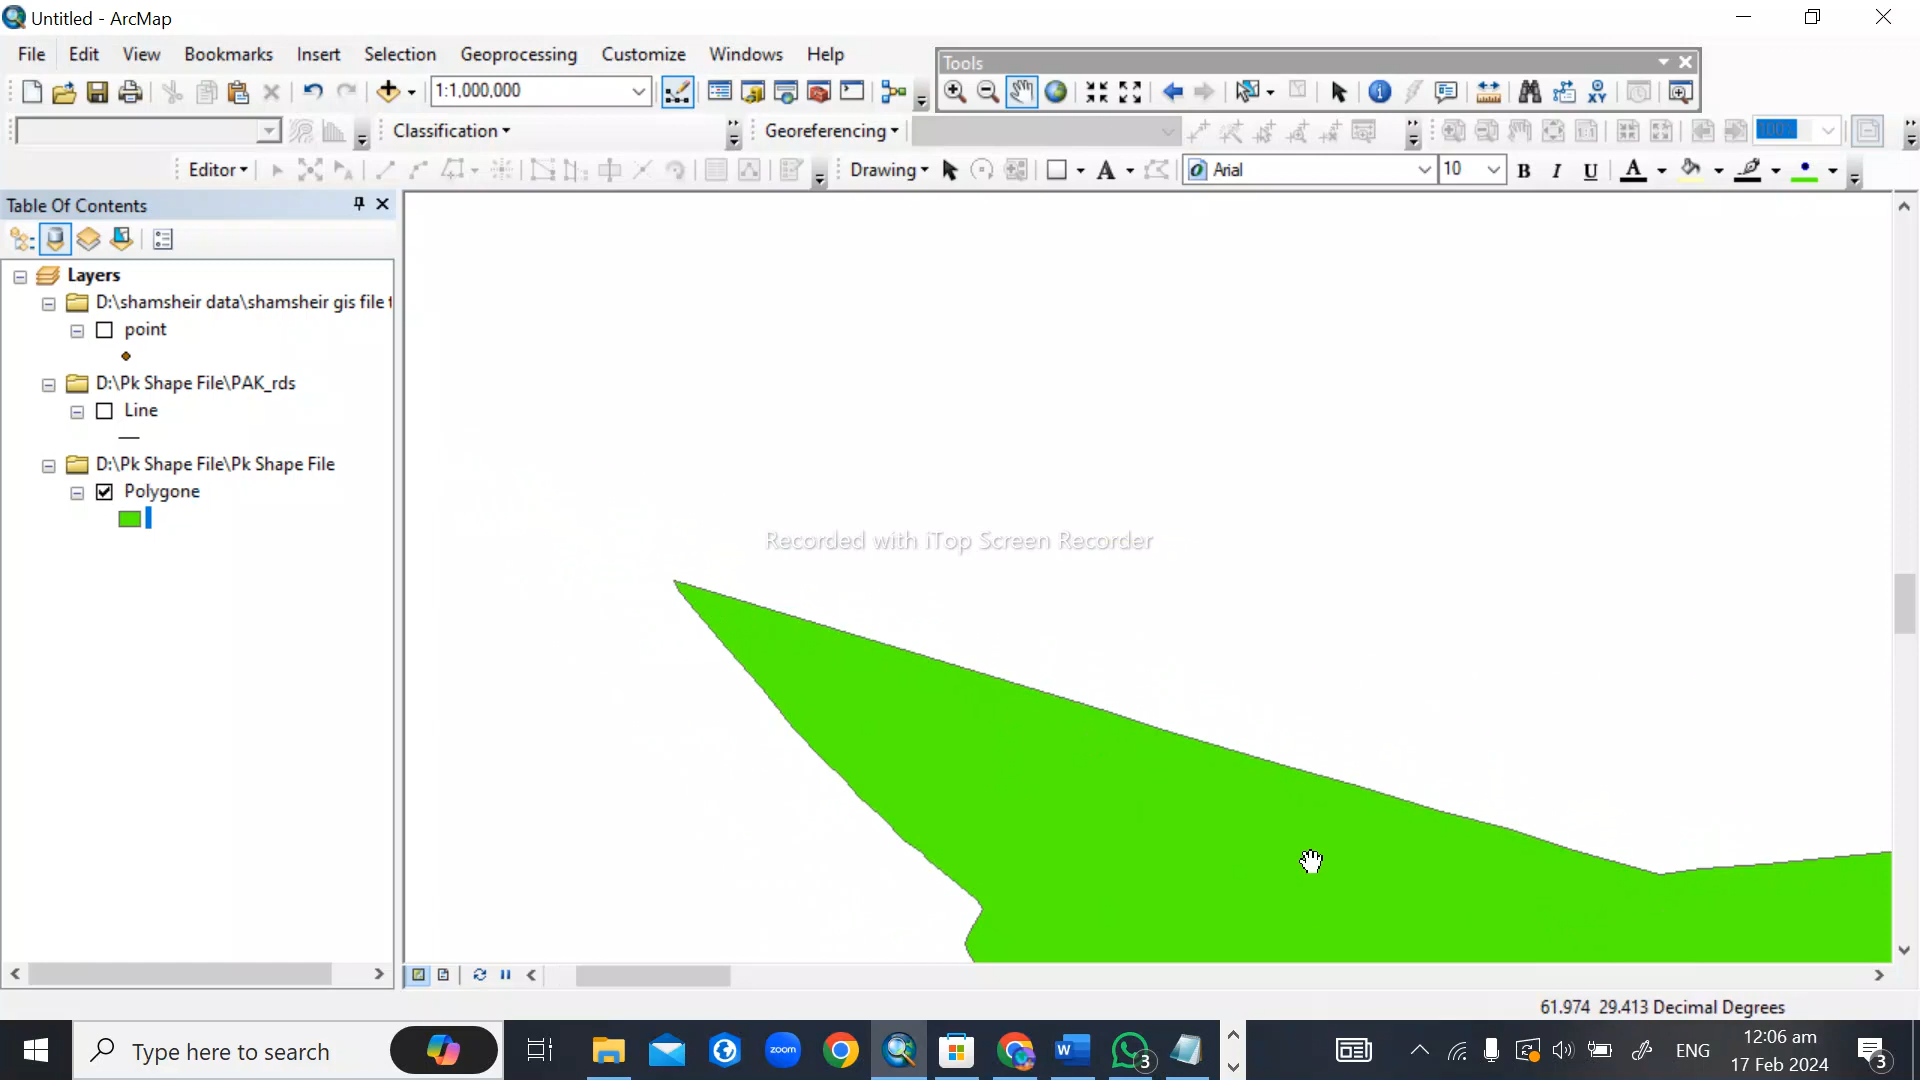 Untitled - ArcMap
File Edit View Bookmarks Insert Selection Geoprocessing Customize Windows Help
Tools
1:1,000,000
Classification
Georeferencing
Editor
Drawing
Arial
10
B I U A
Table Of Contents
Layers
D:\shamsheir data\shamsheir gis file
point
D:\Pk Shape File\PAK_rds
Line
D:\Pk Shape File\Pk Shape File
Polygone
Recorded with iTop Screen Recorder
61.974 29.413 Decimal Degrees
Type here to search
zoom
3
ENG
12:06 am
17 Feb 2024
3